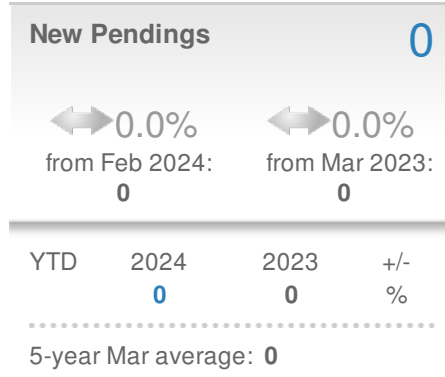 New Pendings 0
0.0% 0.0%
from Feb 2024: from Mar 2023:
0 0
YTD 2024 2023 +/-
0 0 %
5-year Mar average: 0